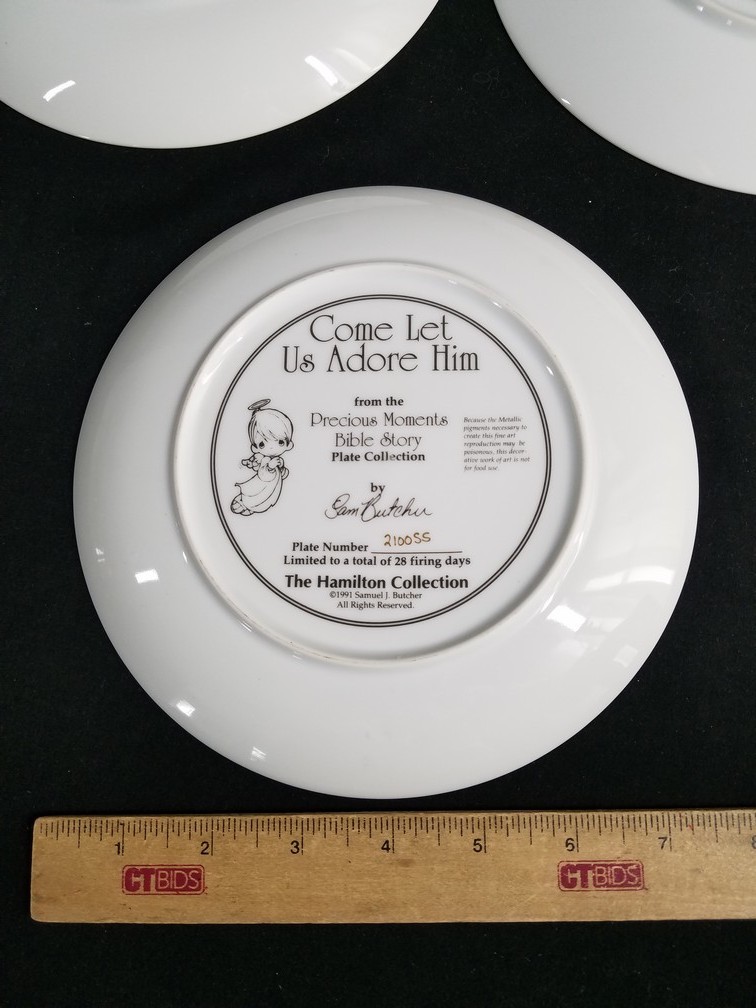 Come Let
Us Adore Him
from the
Precious Moments
Bible Story
Plate Collection
Because the Metallic
pigments necessary to
create this fine art
reproduction may be
poisonous, this decor-
ative work of art is not
for food use.
by
Sam Butcher
Plate Number 2100SS
Limited to a total of 28 firing days
The Hamilton Collection
©1991 Samuel J. Butcher
All Rights Reserved.
1 2 3 4 5 6 7 8
CTBIDS CTBIDS